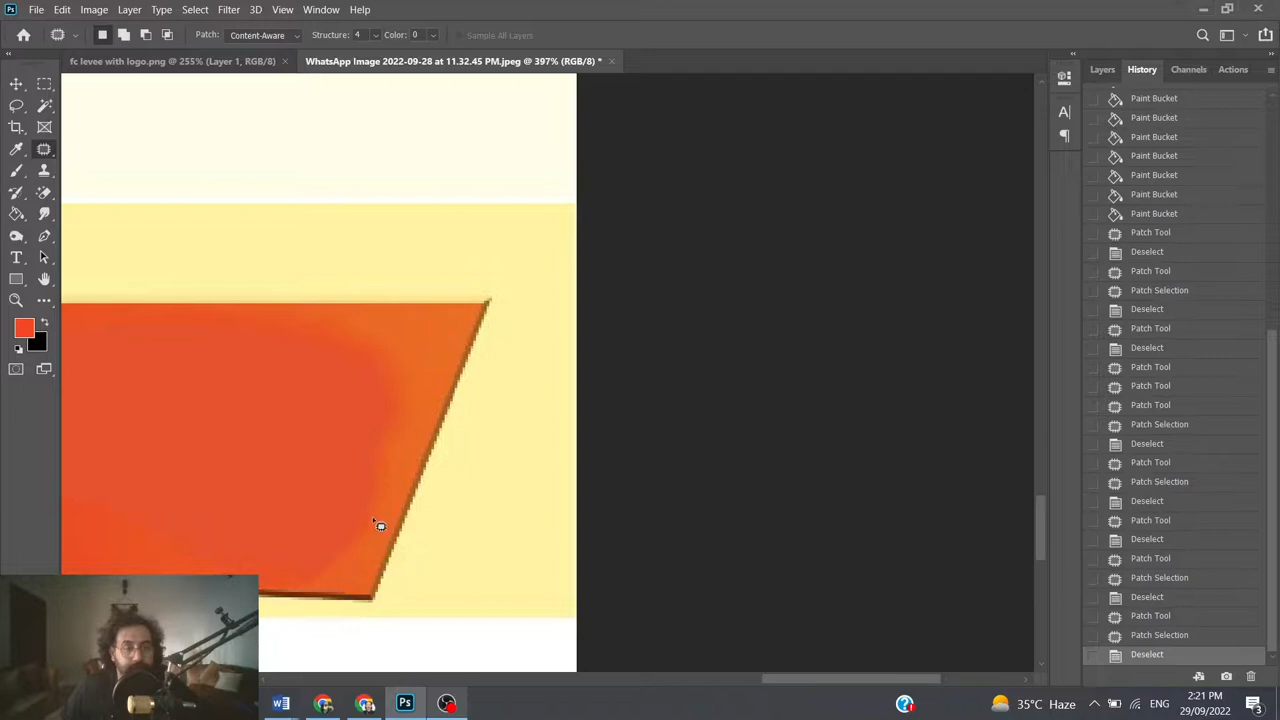 Ps File Edit Image Layer Type Select Filter 3D View Window Help
Patch: Content-Aware Structure: 4 Color: 0 Sample All Layers
fc levee with logo.png @ 255% (Layer 1, RGB/8) × WhatsApp Image 2022-09-28 at 11.32.45 PM.jpeg @ 397% (RGB/8) * ×
Layers History Channels Actions
Paint Bucket
Paint Bucket
Paint Bucket
Paint Bucket
Paint Bucket
Paint Bucket
Paint Bucket
Patch Tool
Deselect
Patch Tool
Patch Selection
Deselect
Patch Tool
Deselect
Patch Tool
Patch Tool
Patch Tool
Patch Selection
Deselect
Patch Tool
Patch Selection
Deselect
Patch Tool
Deselect
Patch Tool
Patch Selection
Deselect
Patch Tool
Patch Selection
Deselect
Ps
35°C Haze
ENG
2:21 PM
29/09/2022
3